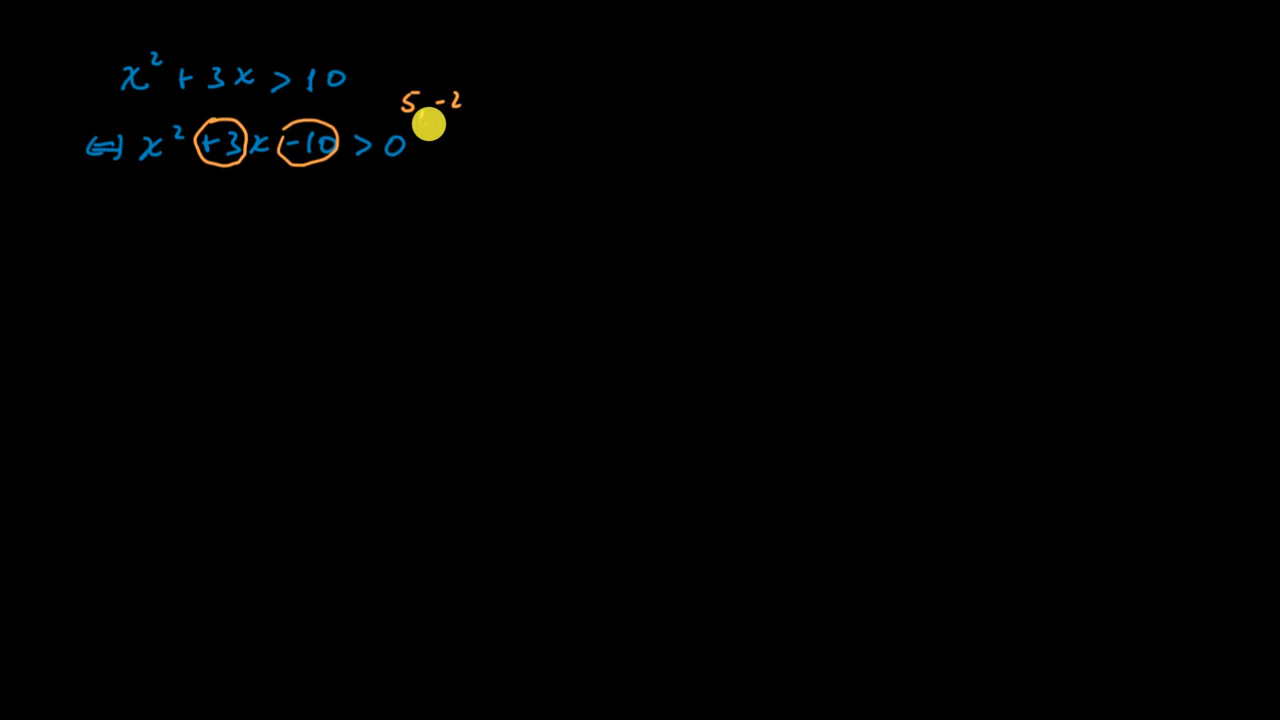 x² + 3x > 10
5, -2
⇔ x² +3x -10 > 0